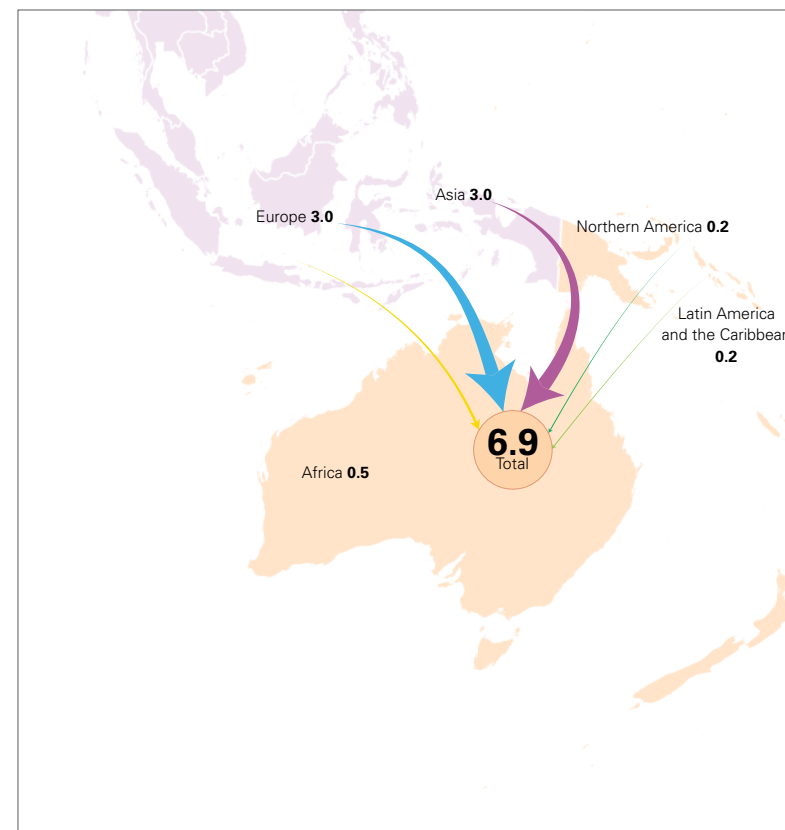 Asia 3.0
Europe 3.0
Northern America 0.2
Latin America
and the Caribbean
0.2
6.9
Total
Africa 0.5